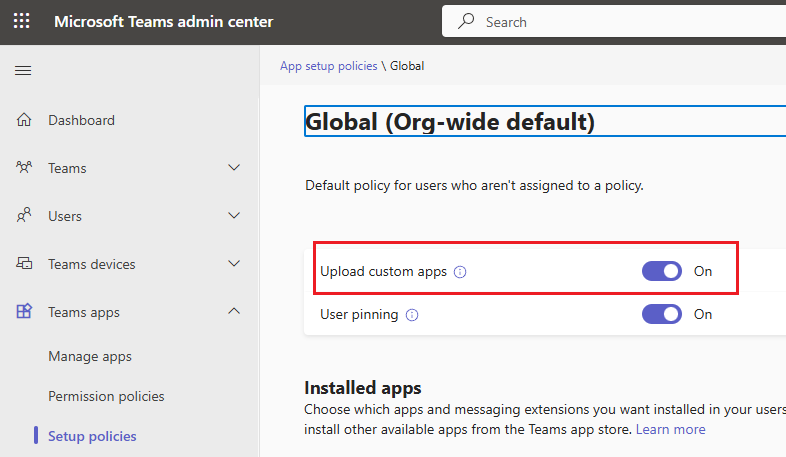 Microsoft Teams admin center
Search
App setup policies \ Global
Dashboard
Teams
Users
Teams devices
Teams apps
Manage apps
Permission policies
Setup policies
Global (Org-wide default)
Default policy for users who aren't assigned to a policy.
Upload custom apps
On
User pinning
On
Installed apps
Choose which apps and messaging extensions you want installed in your users
install other available apps from the Teams app store. Learn more